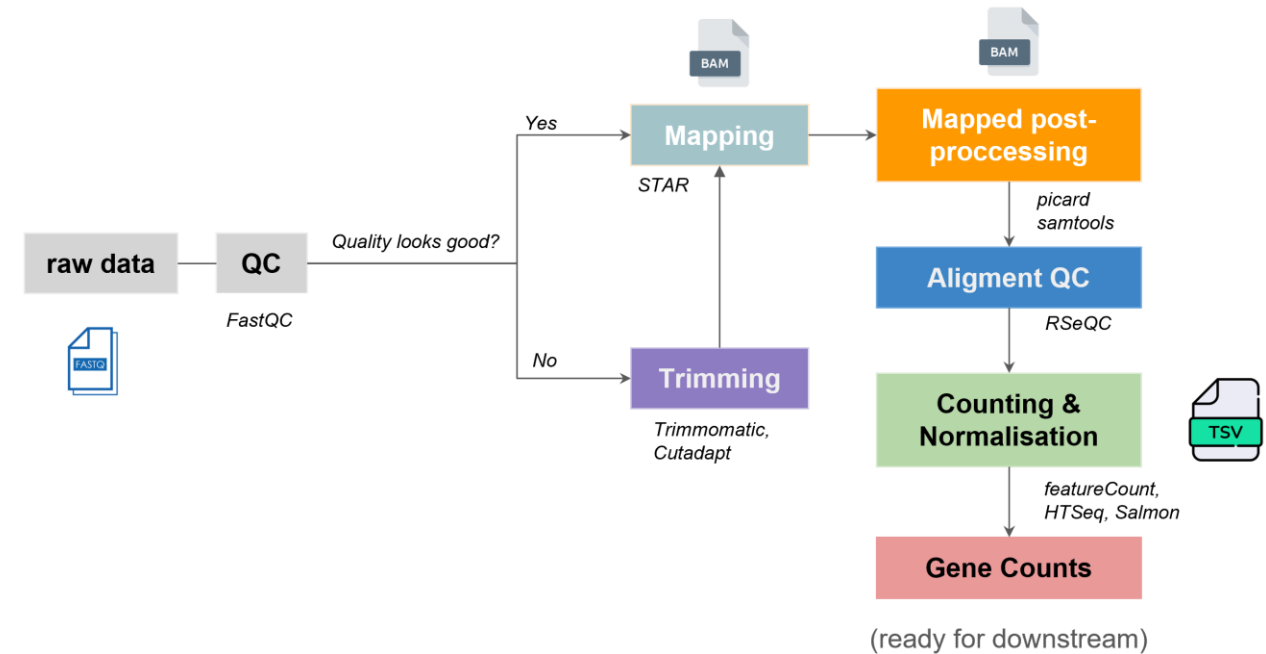 BAM
BAM
Yes
Mapping
Mapped post-
proccessing
STAR
picard
samtools
Quality looks good?
raw data
QC
Aligment QC
FastQC
RSeQC
FASTQ
No
Trimming
Counting &
Normalisation
TSV
Trimmomatic,
Cutadapt
featureCount,
HTSeq, Salmon
Gene Counts
(ready for downstream)